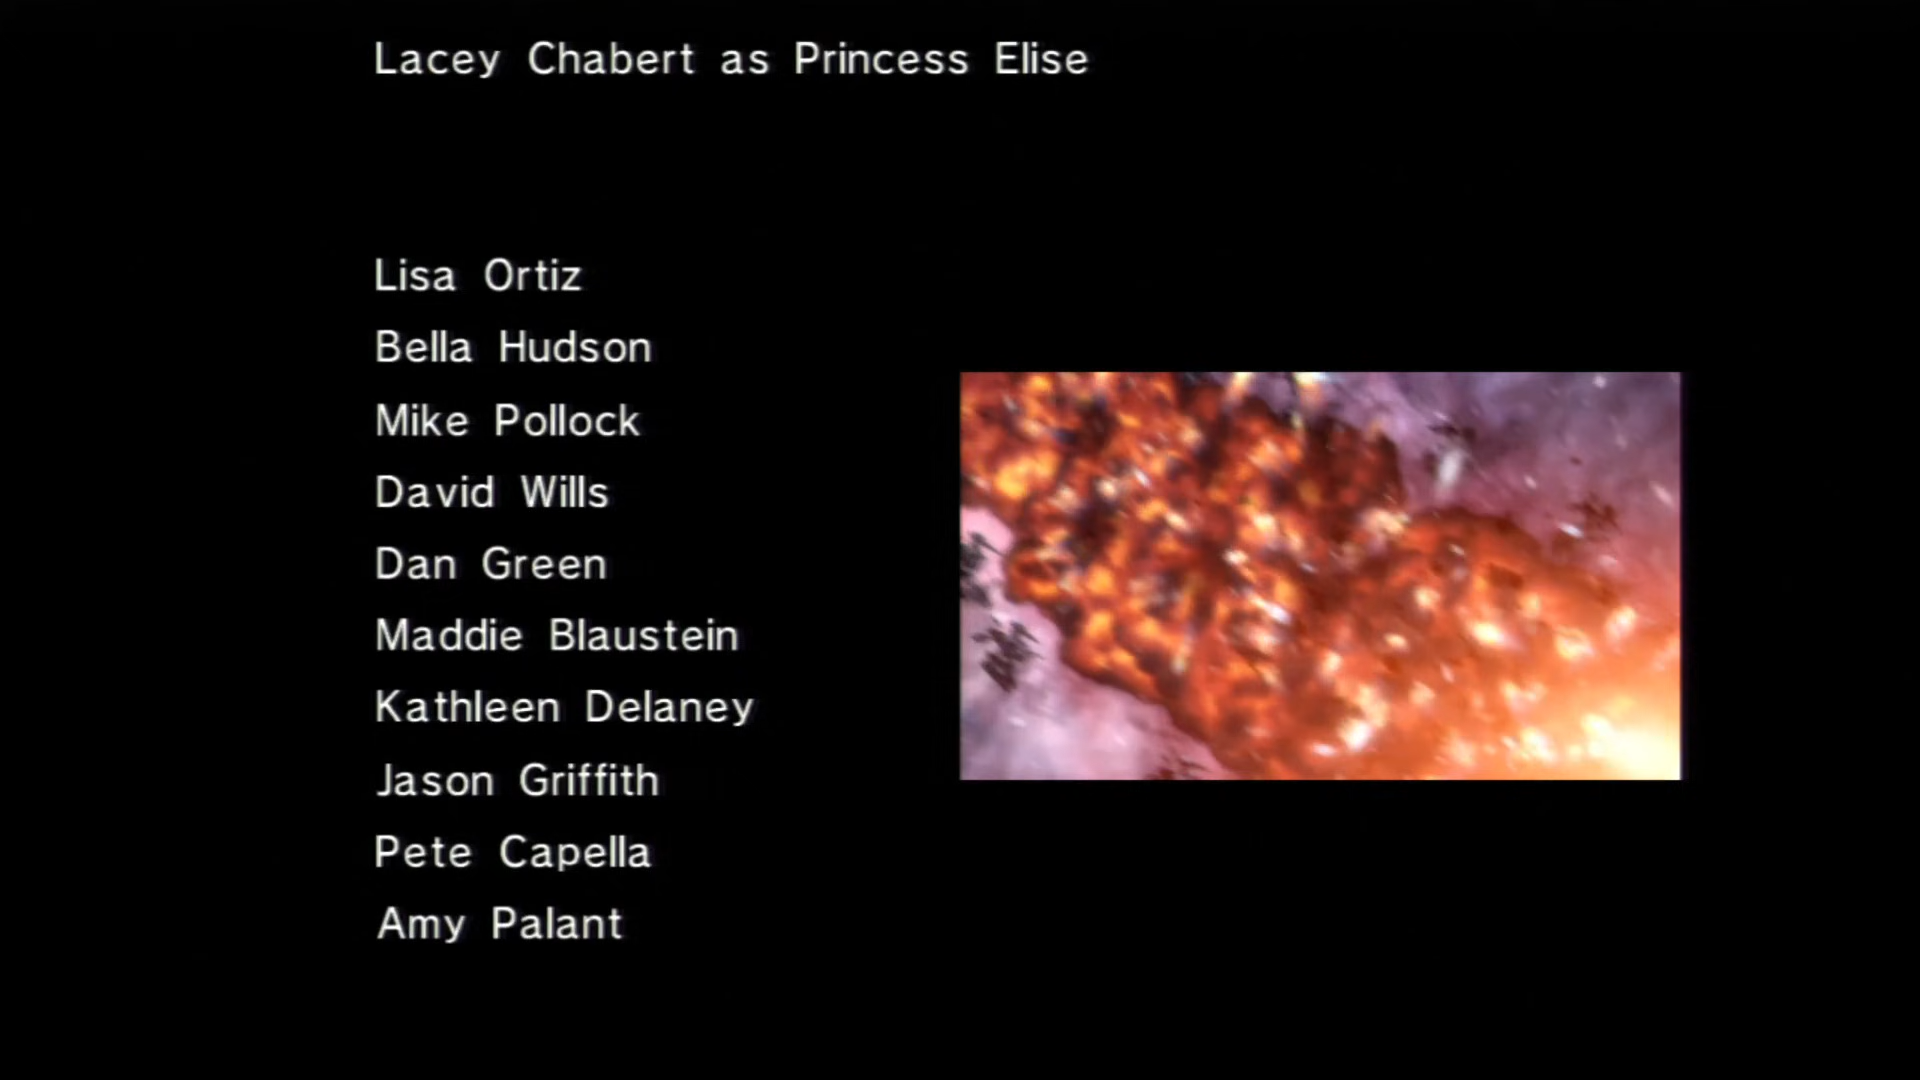 Lacey Chabert as Princess Elise
Lisa Ortiz
Bella Hudson
Mike Pollock
David Wills
Dan Green
Maddie Blaustein
Kathleen Delaney
Jason Griffith
Pete Capella
Amy Palant